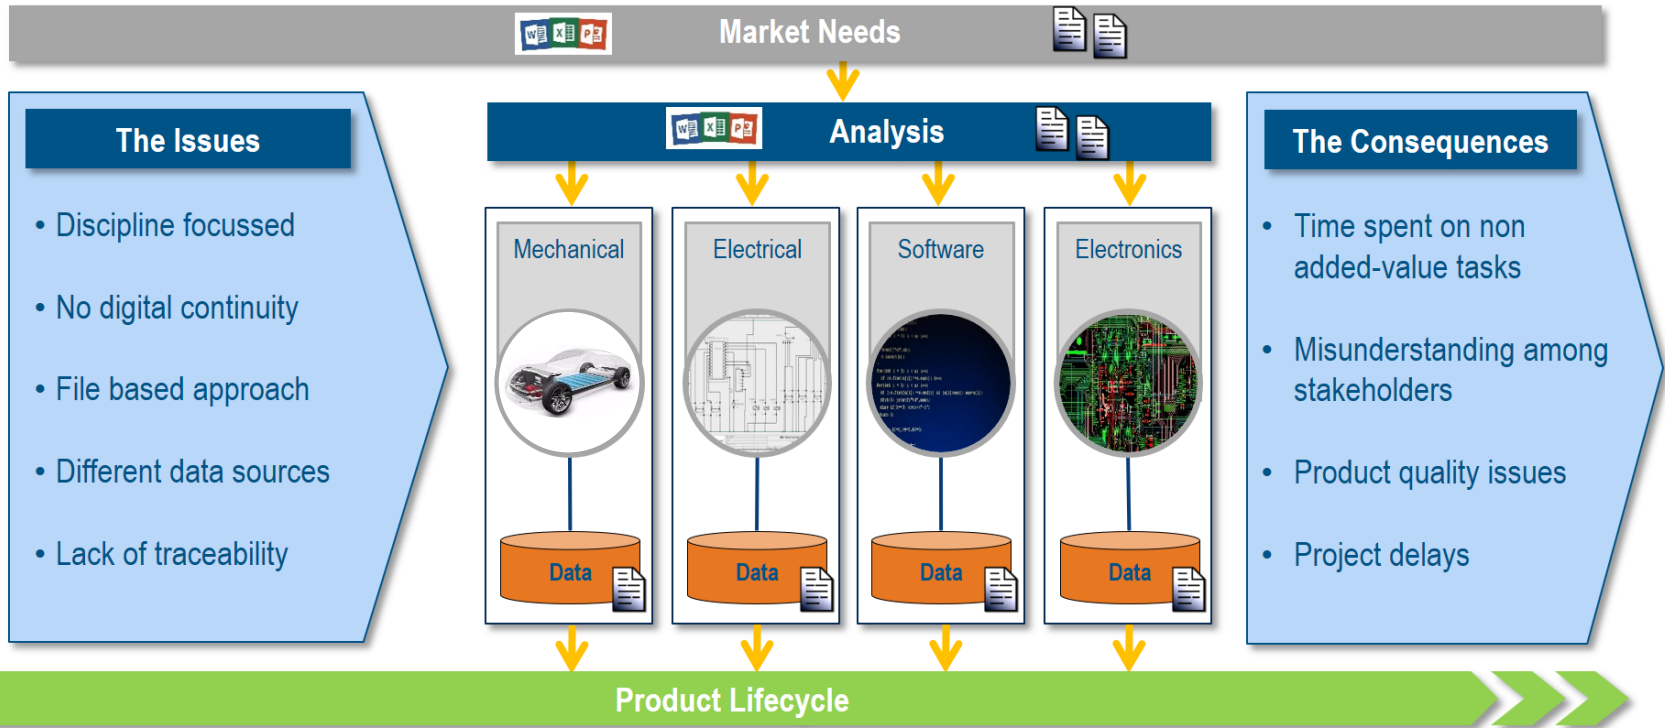 Market Needs
Analysis
The Issues
• Discipline focussed
• No digital continuity
• File based approach
• Different data sources
• Lack of traceability
Mechanical
Electrical
Software
Electronics
Data
Data
Data
Data
The Consequences
• Time spent on non
added-value tasks
• Misunderstanding among
stakeholders
• Product quality issues
• Project delays
Product Lifecycle